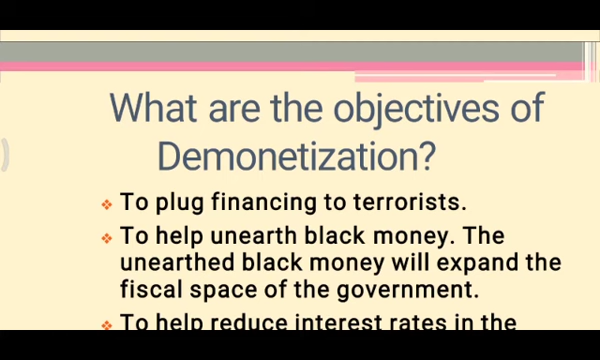 What are the objectives of
Demonetization?
❖ To plug financing to terrorists.
❖ To help unearth black money. The
unearthed black money will expand the
fiscal space of the government.
❖ To help reduce interest rates in the